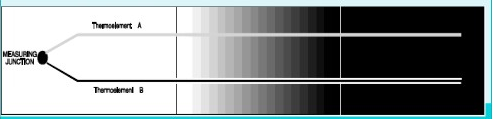 Thermoelement A
MEASURING
JUNCTION
Thermoelement B